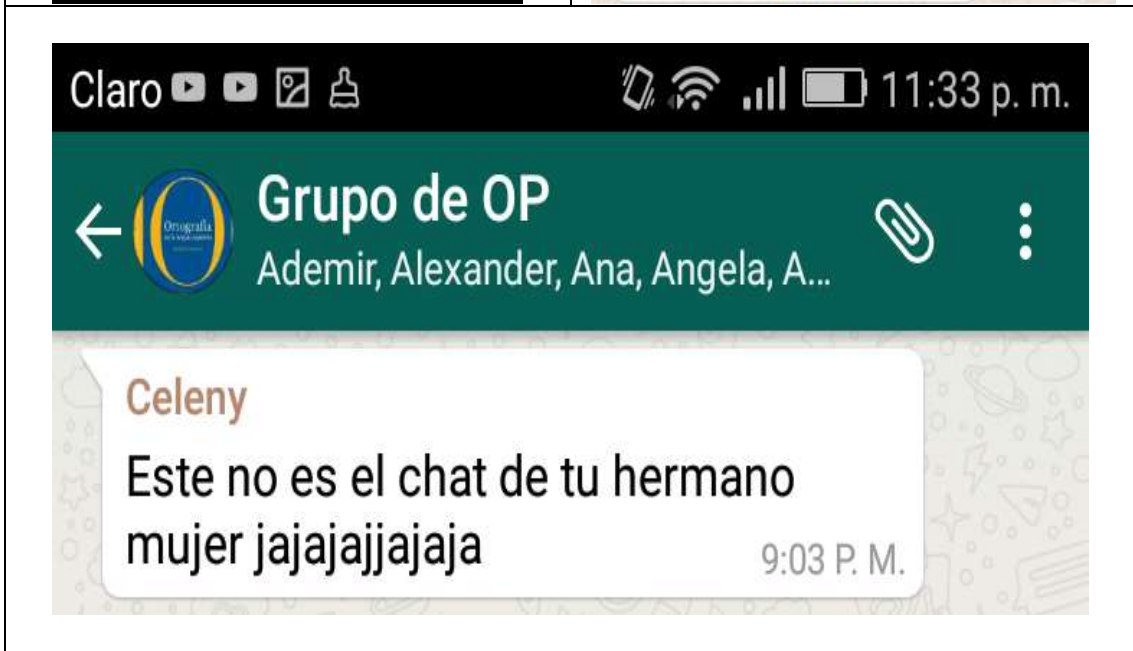 Claro 11:33 p. m.
Grupo de OP
Ortografía
Ademir, Alexander, Ana, Angela, A...
Celeny
Este no es el chat de tu hermano
mujer jajajajjajaja
9:03 P. M.